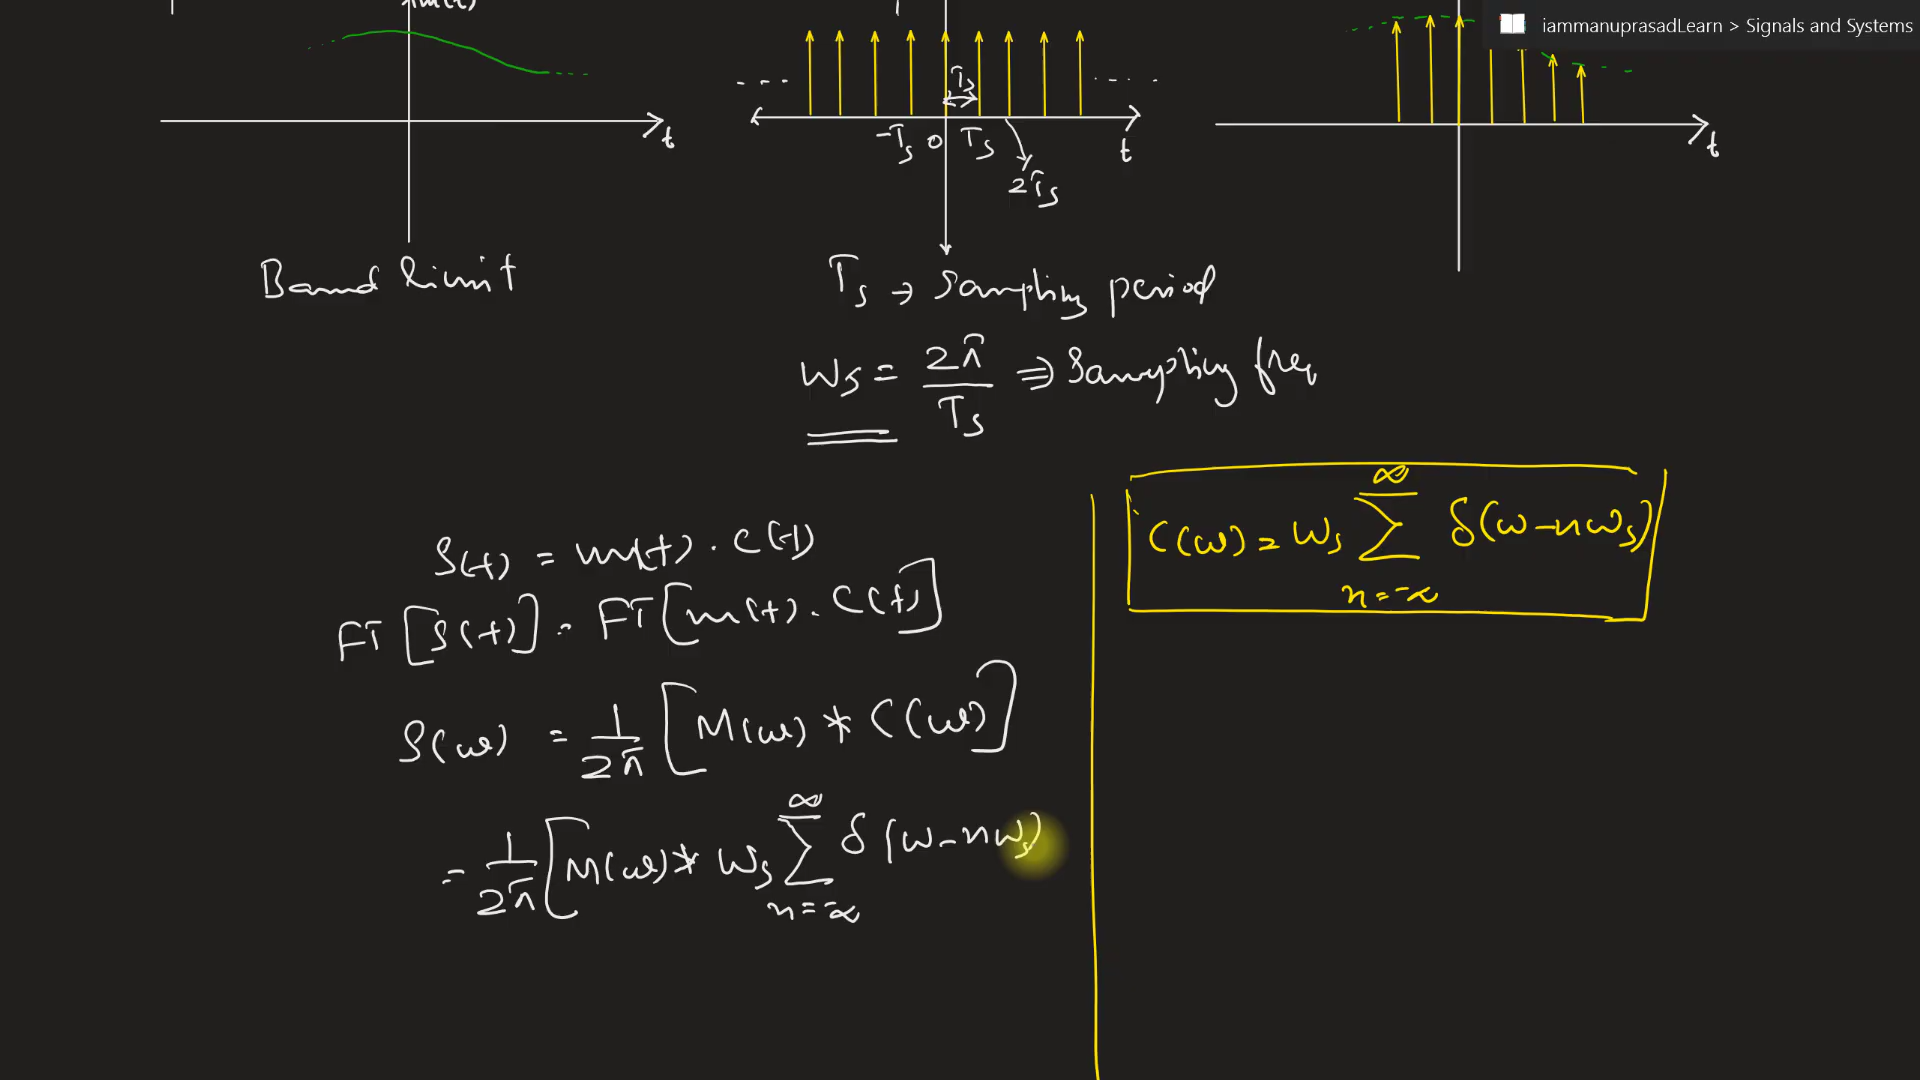 m(t)
iammanuprasadLearn > Signals and Systems
Ts
t
-Ts 0 Ts
t
t
2Ts
Band limit
Ts → Sampling period
ωs = 2π/Ts ⇒ Sampling freq
S(t) = m(t) . C(t)
FT[S(t)] = FT[m(t) . C(t)]
S(ω) = 1/2π [M(ω) * C(ω)]
= 1/2π [M(ω) * ωs ∑ n=-∞ ∞ δ(ω-nωs)
C(ω) = ωs ∑ n=-∞ ∞ δ(ω-nωs)